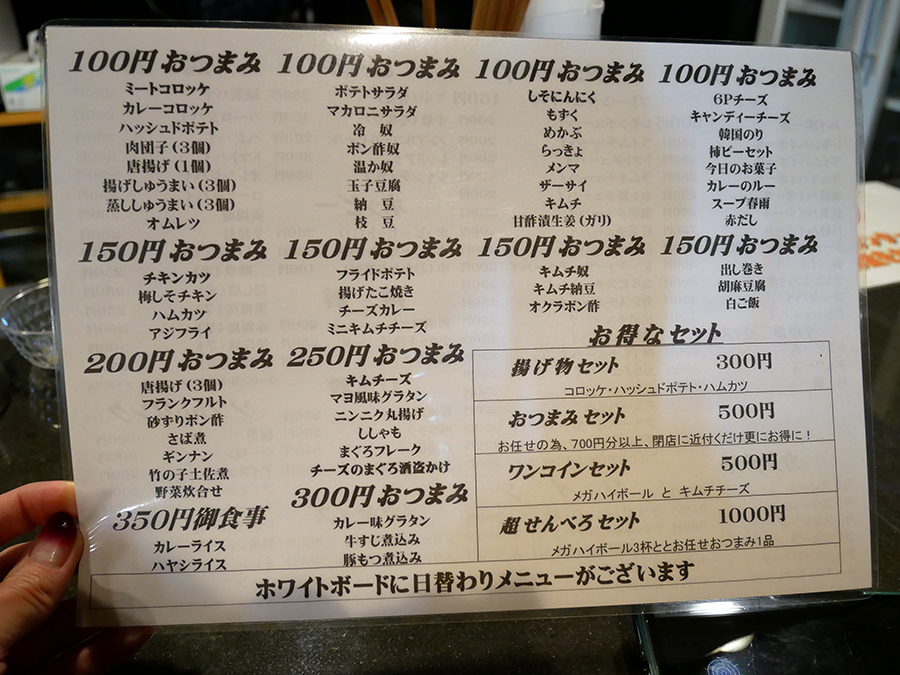 100円 おつまみ
ミートコロッケ
カレーコロッケ
ハッシュドポテト
肉団子(3個)
唐揚げ(1個)
揚げしゅうまい(3個)
蒸ししゅうまい(3個)
オムレツ
100円 おつまみ
ポテトサラダ
マカロニサラダ
冷 奴
ポン酢奴
温か奴
玉子豆腐
納 豆
枝 豆
100円 おつまみ
しそにんにく
もずく
めかぶ
らっきょ
メンマ
ザーサイ
キムチ
甘酢漬生姜(ガリ)
100円 おつまみ
6Pチーズ
キャンディーチーズ
韓国のり
柿ピーセット
今日のお菓子
カレーのルー
スープ春雨
赤だし
150円 おつまみ
チキンカツ
梅しそチキン
ハムカツ
アジフライ
150円 おつまみ
フライドポテト
揚げたこ焼き
チーズカレー
ミニキムチチーズ
150円 おつまみ
キムチ奴
キムチ納豆
オクラポン酢
150円 おつまみ
出し巻き
胡麻豆腐
白ご飯
200円 おつまみ
唐揚げ(3個)
フランクフルト
砂ずりポン酢
さば煮
ギンナン
竹の子土佐煮
野菜炊合せ
250円 おつまみ
キムチーズ
マヨ風味グラタン
ニンニク丸揚げ
ししゃも
まぐろフレーク
チーズのまぐろ酒盗かけ
350円御食事
カレーライス
ハヤシライス
300円 おつまみ
カレー味グラタン
牛すじ煮込み
豚もつ煮込み
お得なセット
揚げ物セット 300円
コロッケ・ハッシュドポテト・ハムカツ
おつまみセット 500円
お任せの為、700円分以上、閉店に近付くだけ更にお得に!
ワンコインセット 500円
メガハイボール と キムチチーズ
超せんべろセット 1000円
メガハイボール3杯ととお任せおつまみ1品
ホワイトボードに日替わりメニューがございます